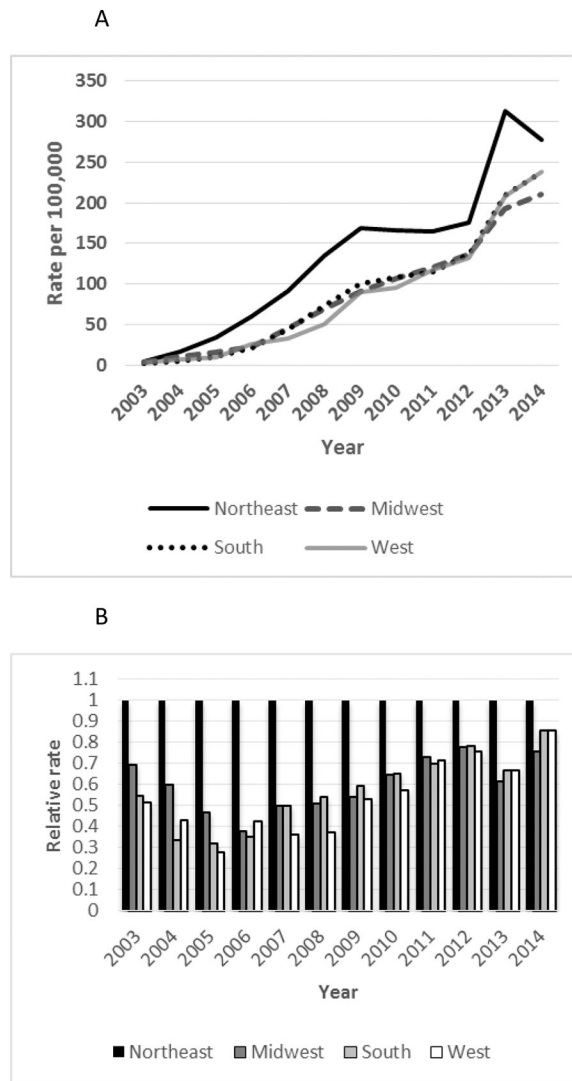 A
350
300
250
200
150
100
50
0
Rate per 100,000
2003 2004 2005 2006 2007 2008 2009 2010 2011 2012 2013 2014
Year
Northeast Midwest
South West
B
1.1
1
0.9
0.8
0.7
0.6
0.5
0.4
0.3
0.2
0.1
0
Relative rate
2003 2004 2005 2006 2007 2008 2009 2010 2011 2012 2013 2014
Year
Northeast Midwest South West